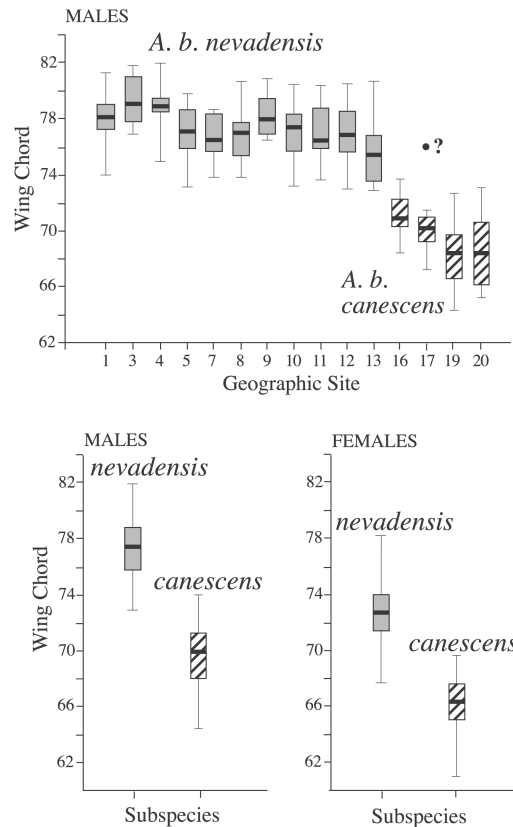 MALES
A. b. nevadensis
82
78
74
70
66
62
Wing Chord
?
A. b.
canescens
1 3 4 5 7 8 9 10 11 12 13 16 17 19 20
Geographic Site
MALES
nevadensis
canescens
82
78
74
70
66
62
Wing Chord
Subspecies
FEMALES
nevadensis
canescens
82
78
74
70
66
62
Subspecies